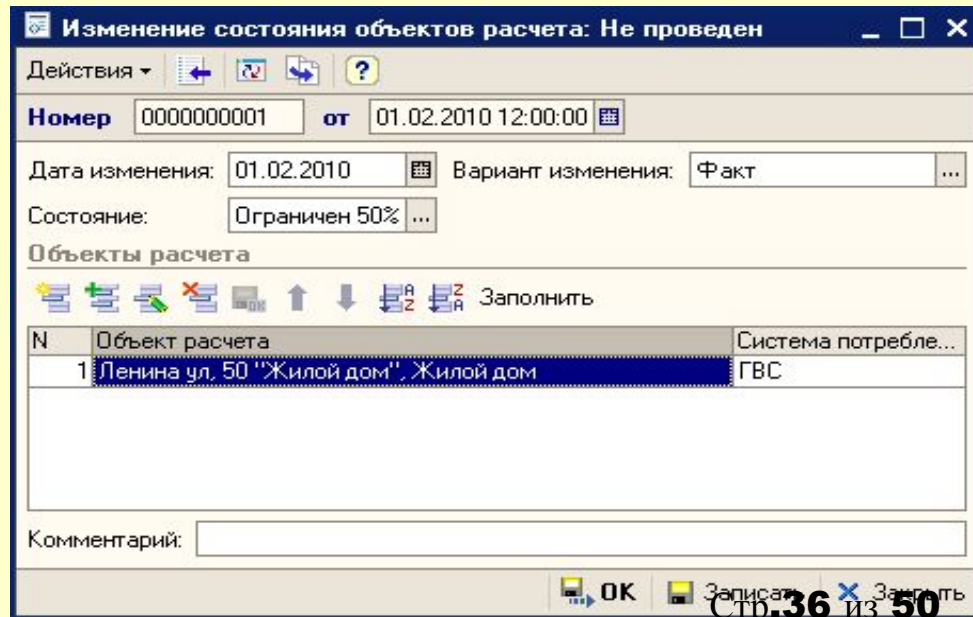 Изменение состояния объектов расчета: Не проведен
Действия
Номер 0000000001 от 01.02.2010 12:00:00
Дата изменения: 01.02.2010 Вариант изменения: Факт ...
Состояние: Ограничен 50% ...
Объекты расчета
Заполнить
N Объект расчета Система потребле...
1 Ленина ул, 50 "Жилой дом", Жилой дом ГВС
Комментарий:
OK Записать Закрыть
Стр.36 из 50